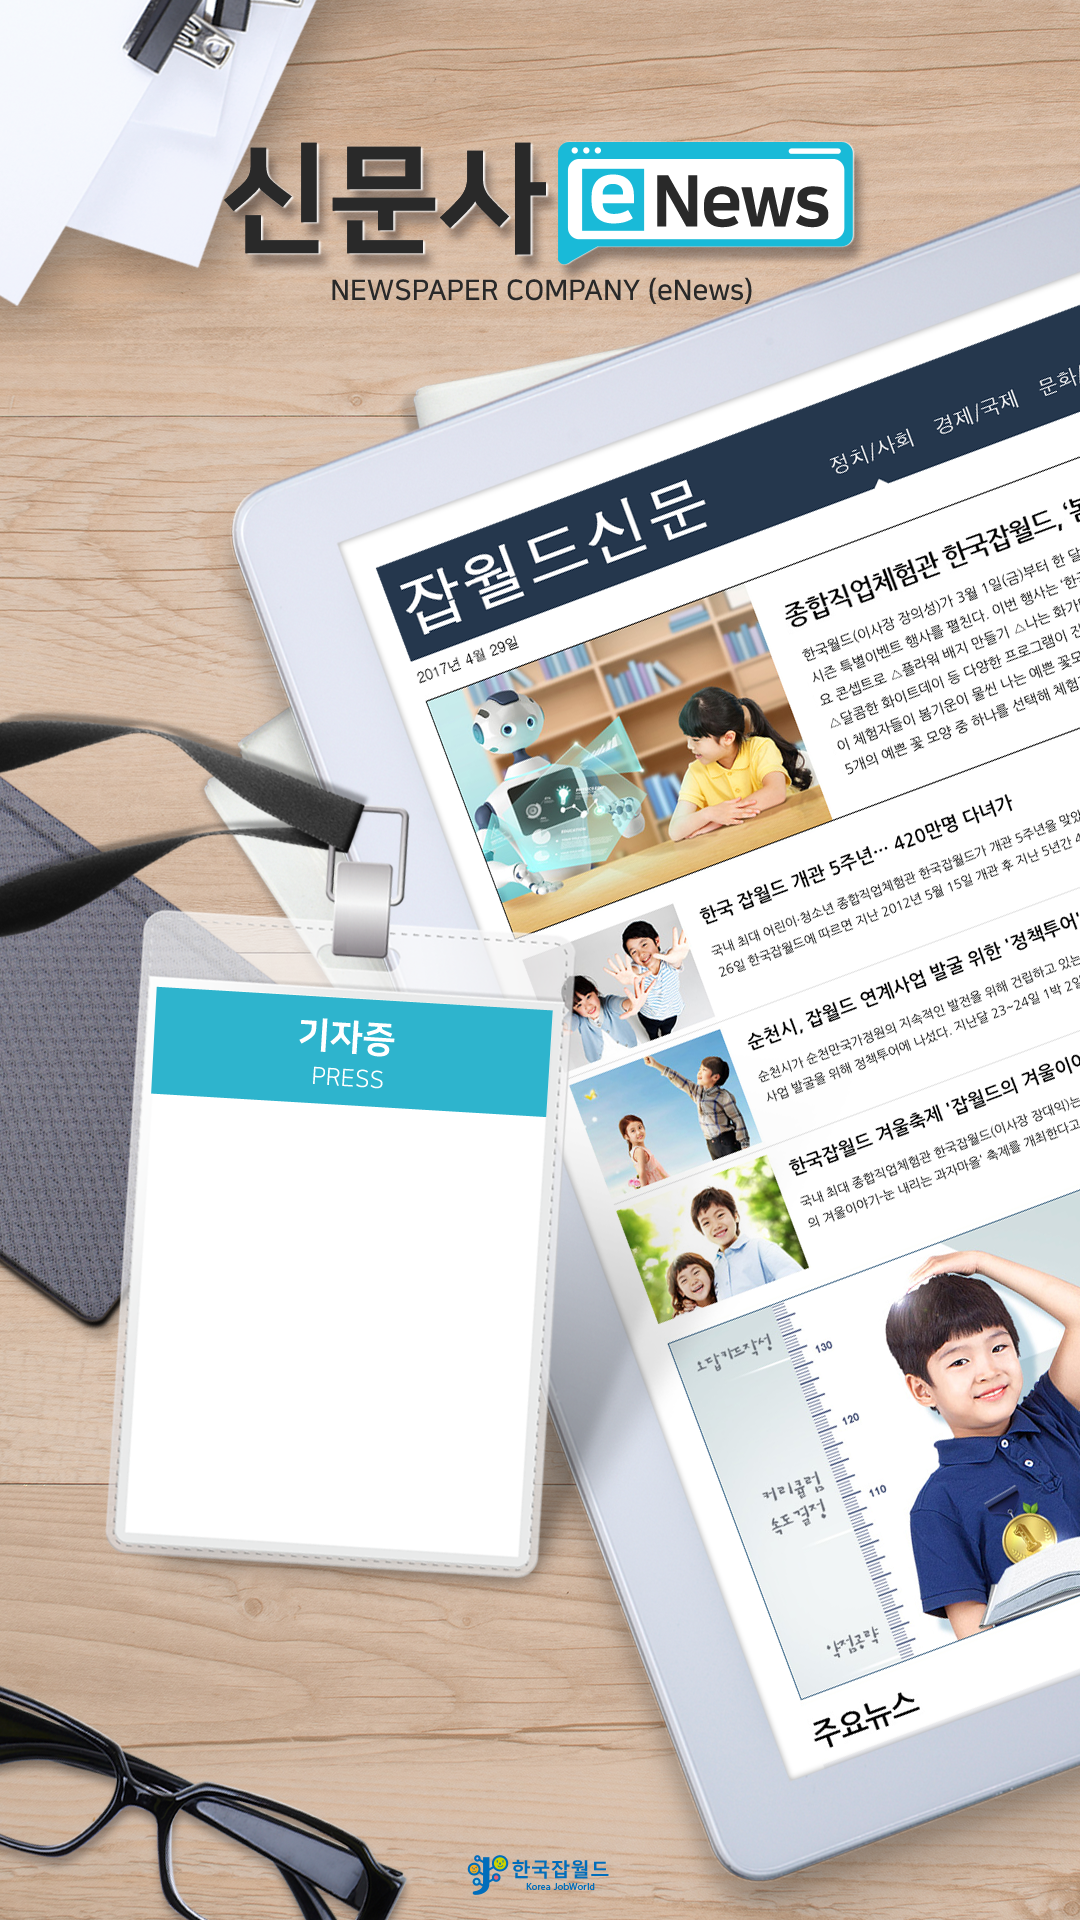 신문사 e News
NEWSPAPER COMPANY (eNews)
정치/사회 경제/국제 문화/
잡월드신문
2017년 4월 29일
종합직업체험관 한국잡월드, '봄
한국월드(이사장 장의성)가 3월 1일(금)부터 한 달
시즌 특별이벤트 행사를 펼친다. 이번 행사는 '한국
요 콘셉트로 △플라워 배지 만들기 △나는 화가
△달콤한 화이트데이 등 다양한 프로그램이 진
이 체험자들이 봄기운이 물씬 나는 예쁜 꽃모
5개의 예쁜 꽃 모양 중 하나를 선택해 체험
한국 잡월드 개관 5주년… 420만명 다녀가
국내 최대 어린이·청소년 종합직업체험관 한국잡월드가 개관 5주년을 맞았
26일 한국잡월드에 따르면 지난 2012년 5월 15일 개관 후 지난 5년간 4
순천시, 잡월드 연계사업 발굴 위한 '정책투어'
순천시가 순천만국가정원의 지속적인 발전을 위해 건립하고 있는
사업 발굴을 위해 정책투어에 나섰다. 지난달 23~24일 1박 2일
한국잡월드 겨울축제 '잡월드의 겨울이야
국내 최대 종합직업체험관 한국잡월드(이사장 장대익)는
의 겨울이야기-눈 내리는 과자마을' 축제를 개최한다고
기자증
PRESS
오답카드작성
130
120
커리큘럼
속도결정
110
약점공략
주요뉴스
한국잡월드
Korea JobWorld